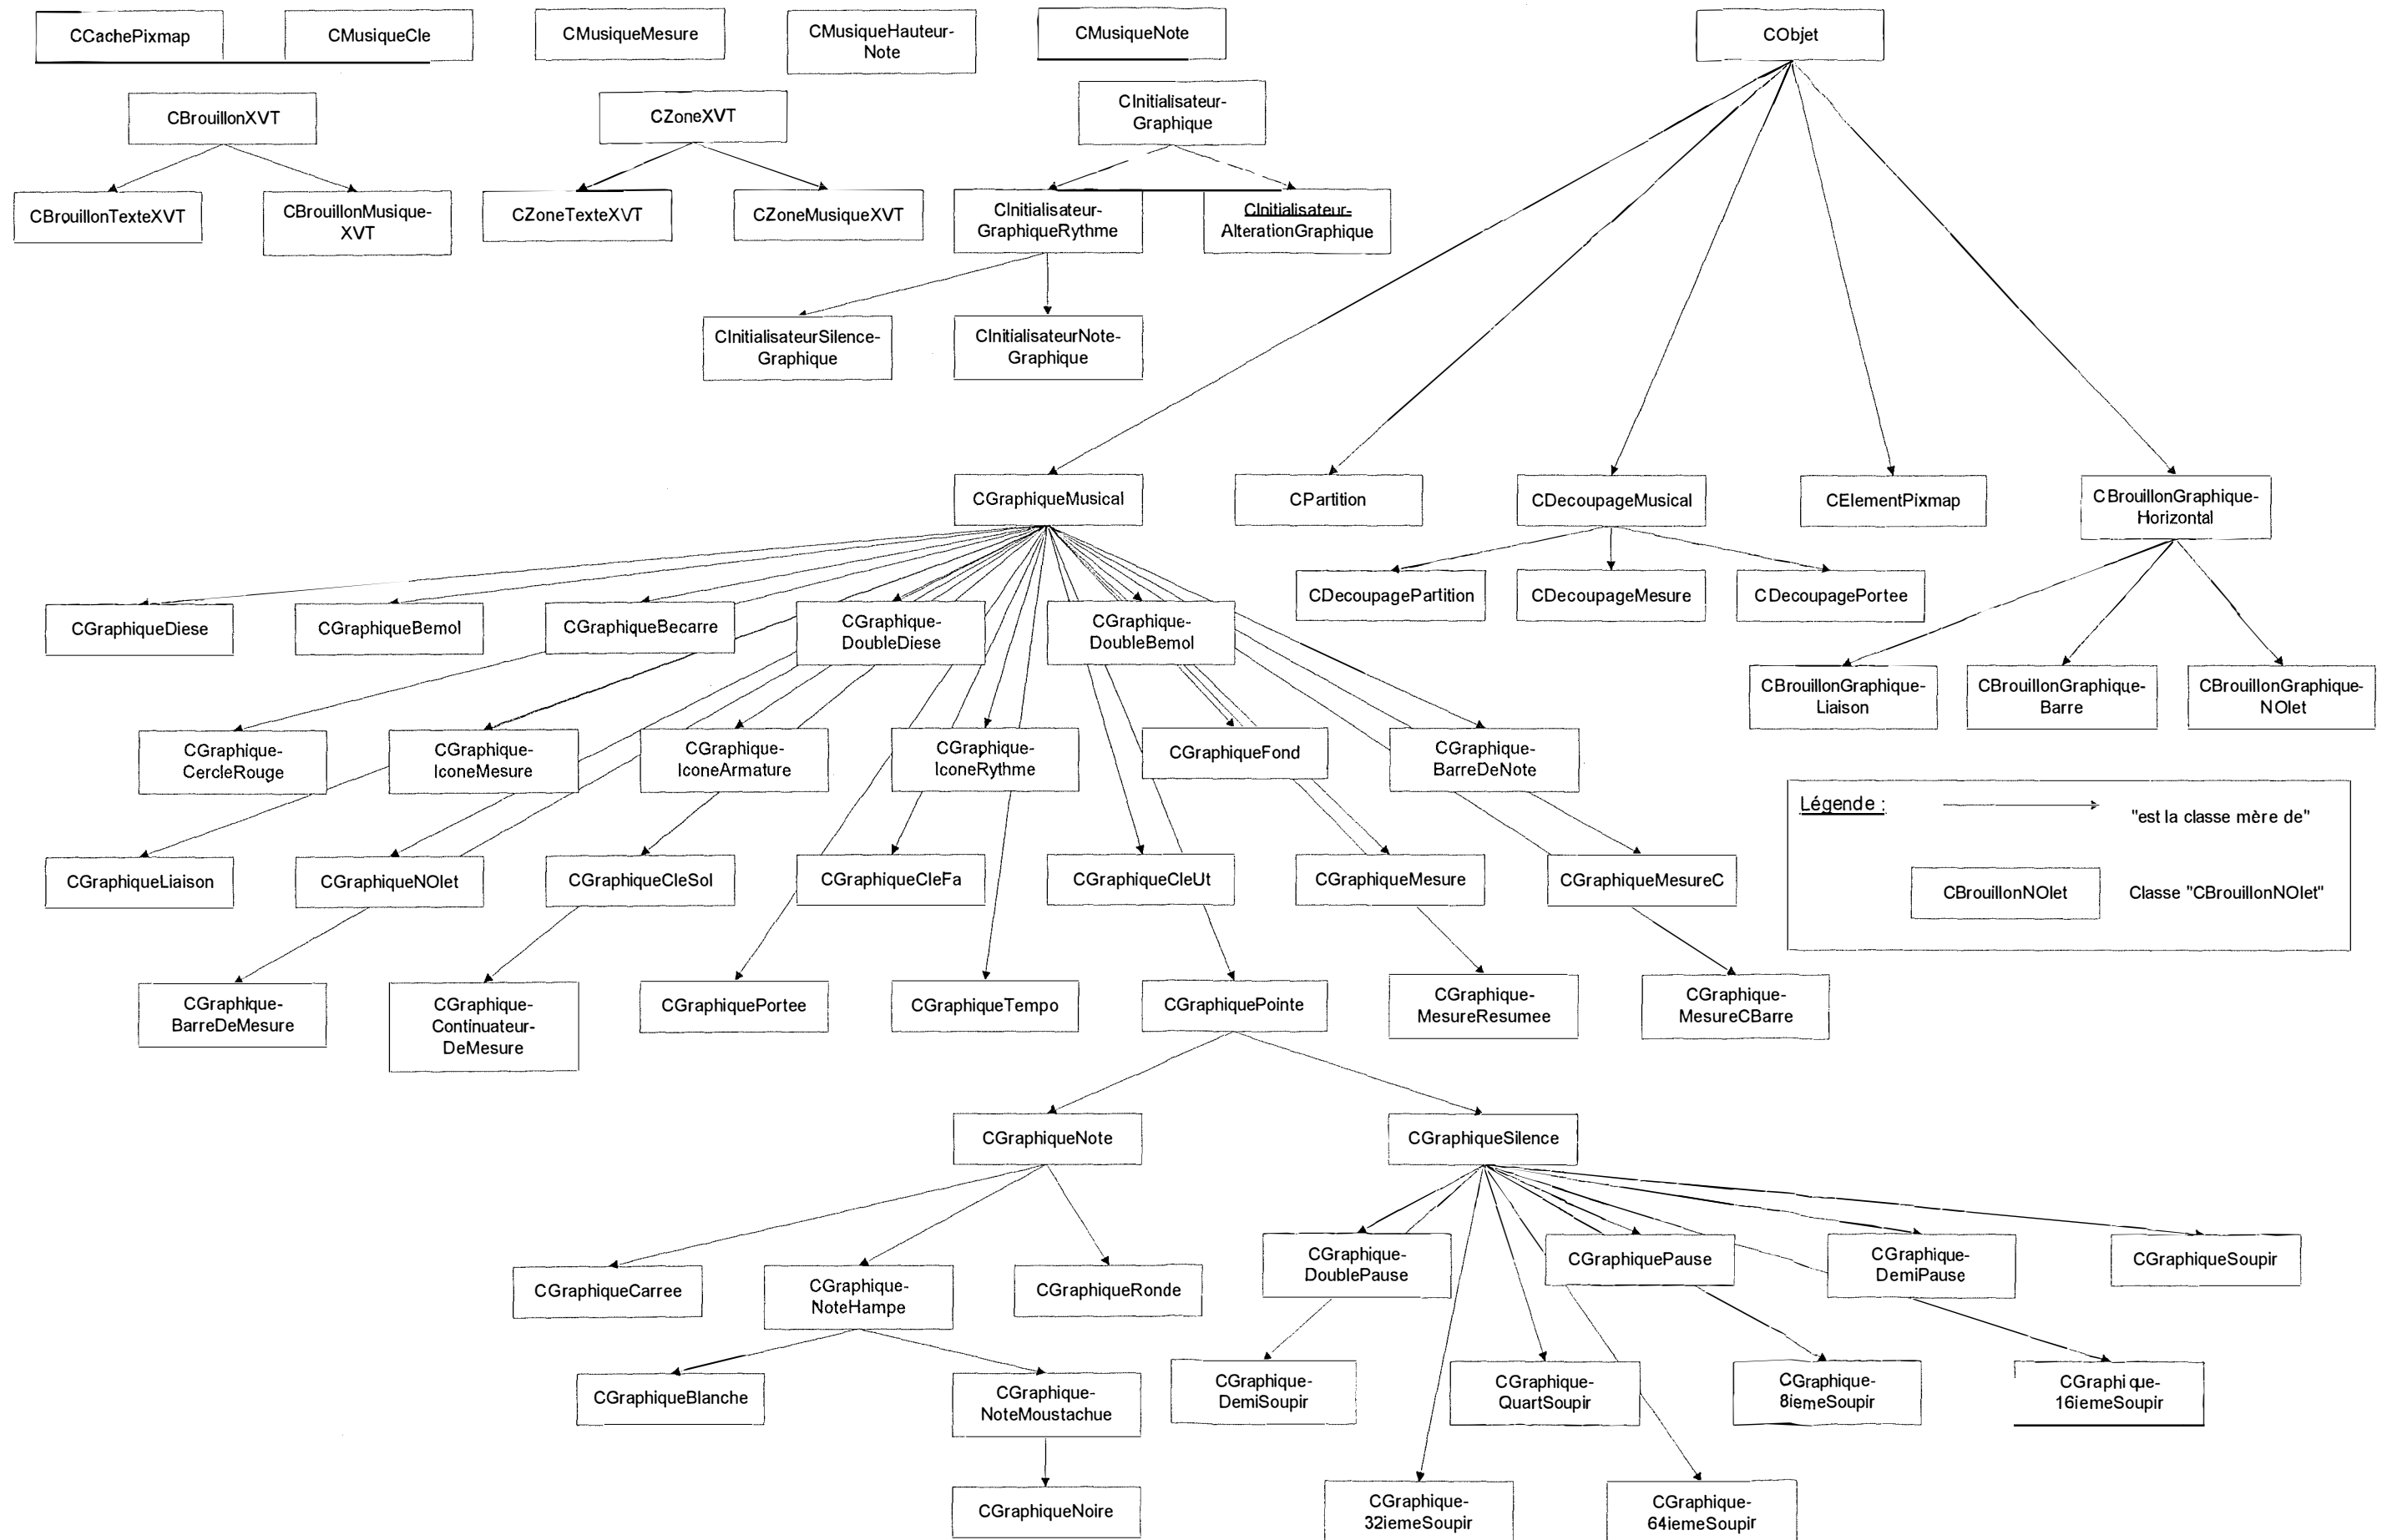 CCachePixmap
CMusiqueCle
CMusiqueMesure
CMusiqueHauteur-
Note
CMusiqueNote
CObjet
CBrouillonXVT
CZoneXVT
CInitialisateur-
Graphique
CBrouillonTexteXVT
CBrouillonMusique-
XVT
CZoneTexteXVT
CZoneMusiqueXVT
CInitialisateur-
GraphiqueRythme
CInitialisateur-
AlterationGraphique
CInitialisateurSilence-
Graphique
CInitialisateurNote-
Graphique
CGraphiqueMusical
CPartition
CDecoupageMusical
CElementPixmap
CBrouillonGraphique-
Horizontal
CDecoupagePartition
CDecoupageMesure
CDecoupagePortee
CGraphiqueDiese
CGraphiqueBemol
CGraphiqueBecarre
CGraphique-
DoubleDiese
CGraphique-
DoubleBemol
CBrouillonGraphique-
Liaison
CBrouillonGraphique-
Barre
CBrouillonGraphique-
NOlet
CGraphique-
CercleRouge
CGraphique-
IconeMesure
CGraphique-
IconeArmature
CGraphique-
IconeRythme
CGraphiqueFond
CGraphique-
BarreDeNote
Légende :
"est la classe mère de"
CBrouillonNOlet
Classe "CBrouillonNOlet"
CGraphiqueLiaison
CGraphiqueNOlet
CGraphiqueCleSol
CGraphiqueCleFa
CGraphiqueCleUt
CGraphiqueMesure
CGraphiqueMesureC
CGraphique-
BarreDeMesure
CGraphique-
Continuateur-
DeMesure
CGraphiquePortee
CGraphiqueTempo
CGraphiquePointe
CGraphique-
MesureResumee
CGraphique-
MesureCBarre
CGraphiqueNote
CGraphiqueSilence
CGraphiqueCarree
CGraphique-
NoteHampe
CGraphiqueRonde
CGraphique-
DoublePause
CGraphiquePause
CGraphique-
DemiPause
CGraphiqueSoupir
CGraphiqueBlanche
CGraphique-
NoteMoustachue
CGraphique-
DemiSoupir
CGraphique-
QuartSoupir
CGraphique-
8iemeSoupir
CGraphique-
16iemeSoupir
CGraphiqueNoire
CGraphique-
32iemeSoupir
CGraphique-
64iemeSoupir